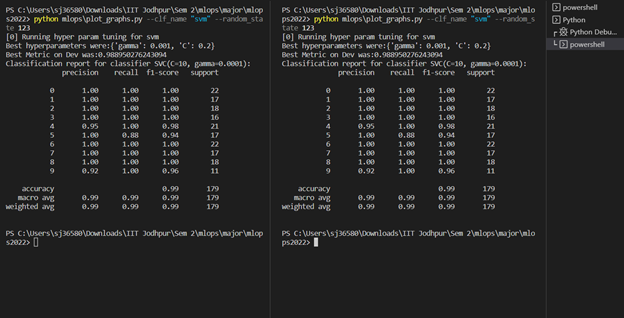 PS C:\Users\sj36580\Downloads\IIT Jodhpur\Sem 2\mlops\major\mlop
s2022> python mlops\plot_graphs.py --clf_name "svm" --random_sta
te 123
[0] Running hyper param tuning for svm
Best hyperparameters were:{'gamma': 0.001, 'C': 0.2}
Best Metric on Dev was:0.988950276243094
Classification report for classifier SVC(C=10, gamma=0.0001):
precision recall f1-score support
0 1.00 1.00 1.00 22
1 1.00 1.00 1.00 17
2 1.00 1.00 1.00 18
3 1.00 1.00 1.00 16
4 0.95 1.00 0.98 21
5 1.00 0.88 0.94 17
6 1.00 1.00 1.00 22
7 1.00 1.00 1.00 17
8 1.00 1.00 1.00 18
9 0.92 1.00 0.96 11
accuracy 0.99 179
macro avg 0.99 0.99 0.99 179
weighted avg 0.99 0.99 0.99 179
PS C:\Users\sj36580\Downloads\IIT Jodhpur\Sem 2\mlops\major\mlop
s2022>
PS C:\Users\sj36580\Downloads\IIT Jodhpur\Sem 2\mlops\major\mlo
ps2022> python mlops\plot_graphs.py --clf_name "svm" --random_s
tate 123
[0] Running hyper param tuning for svm
Best hyperparameters were:{'gamma': 0.001, 'C': 0.2}
Best Metric on Dev was:0.988950276243094
Classification report for classifier SVC(C=10, gamma=0.0001):
precision recall f1-score support
0 1.00 1.00 1.00 22
1 1.00 1.00 1.00 17
2 1.00 1.00 1.00 18
3 1.00 1.00 1.00 16
4 0.95 1.00 0.98 21
5 1.00 0.88 0.94 17
6 1.00 1.00 1.00 22
7 1.00 1.00 1.00 17
8 1.00 1.00 1.00 18
9 0.92 1.00 0.96 11
accuracy 0.99 179
macro avg 0.99 0.99 0.99 179
weighted avg 0.99 0.99 0.99 179
PS C:\Users\sj36580\Downloads\IIT Jodhpur\Sem 2\mlops\major\mlo
ps2022>
powershell
Python
Python Debu...
powershell